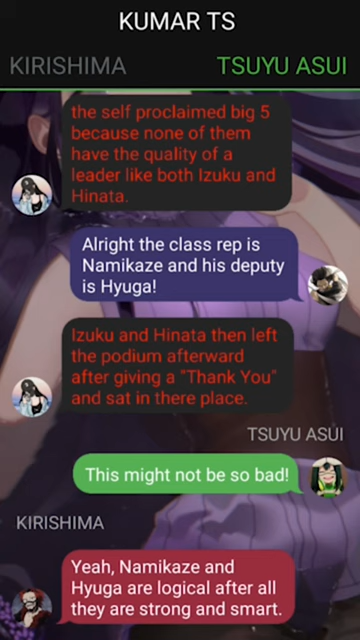 KUMAR TS
KIRISHIMA
TSUYU ASUI
the self proclaimed big 5
because none of them
have the quality of a
leader like both Izuku and
Hinata.
Alright the class rep is
Namikaze and his deputy
is Hyuga!
Izuku and Hinata then left
the podium afterward
after giving a "Thank You"
and sat in there place.
TSUYU ASUI
This might not be so bad!
KIRISHIMA
Yeah, Namikaze and
Hyuga are logical after all
they are strong and smart.